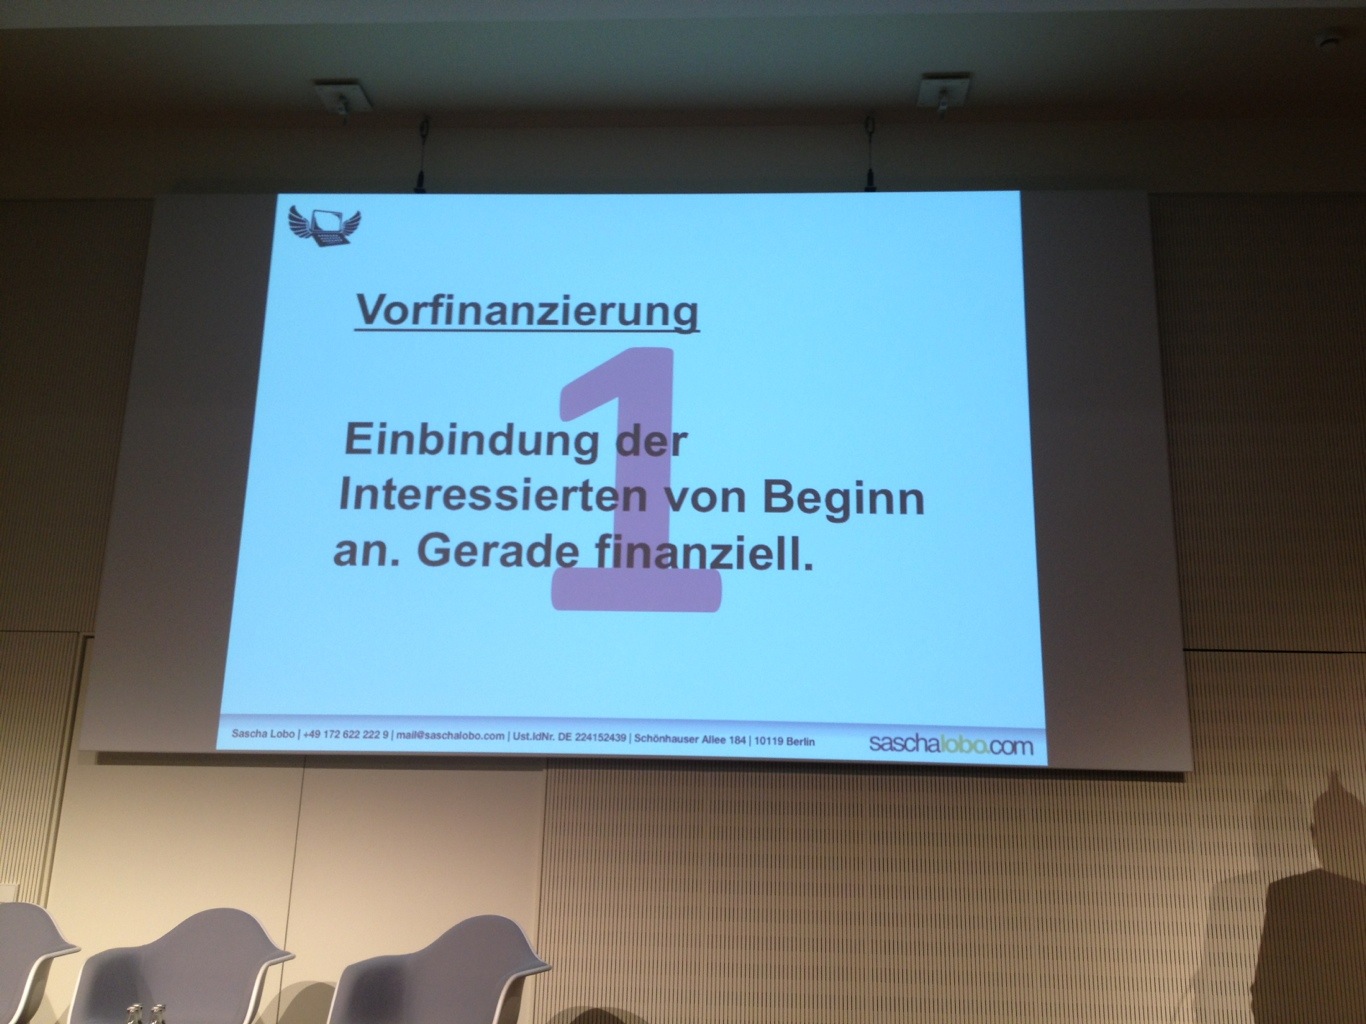 Vorfinanzierung
1
Einbindung der
Interessierten von Beginn
an. Gerade finanziell.
Sascha Lobo | +49 172 622 222 9 | mail@saschalobo.com | Ust.IdNr. DE 224152439 | Schönhauser Allee 184 | 10119 Berlin
saschalobo.com